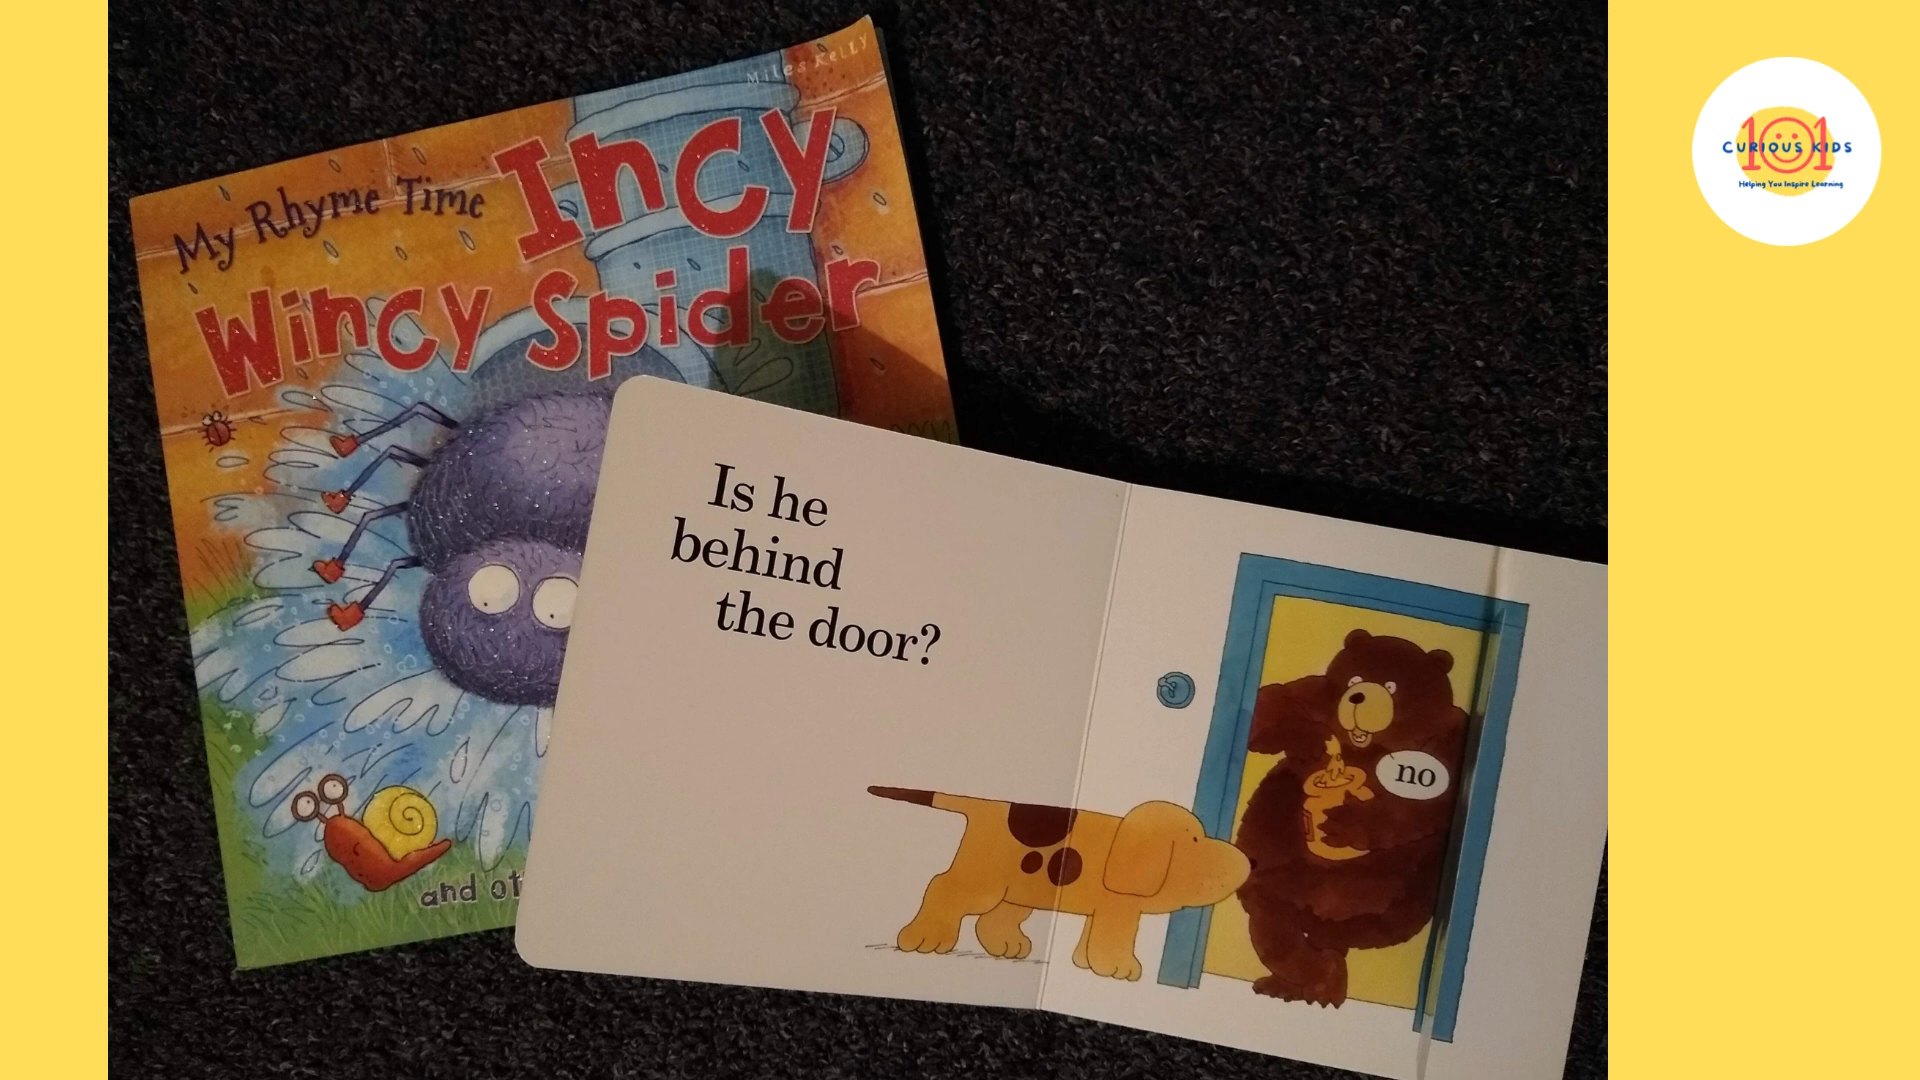 Miles Kelly
My Rhyme Time Incy
Wincy Spider
and ot
Is he
behind
the door?
no
101
CURIOUS KIDS
Helping You Inspire Learning